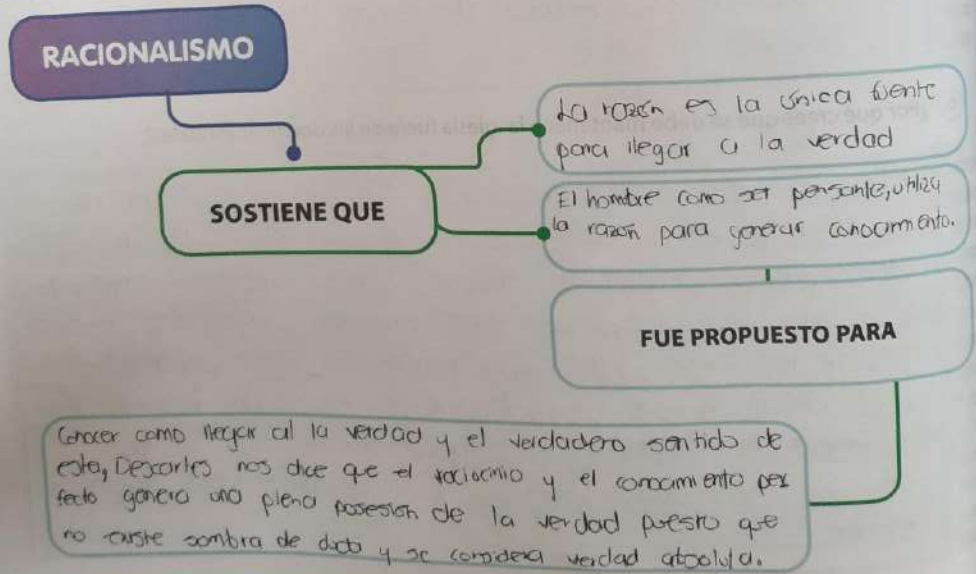 RACIONALISMO
La razón es la única fuente
para llegar a la verdad
SOSTIENE QUE
El hombre como ser pensante, utiliza
la razón para generar conocimiento.
FUE PROPUESTO PARA
Conocer como llegar al la verdad y el verdadero sentido de
esta, Descartes nos dice que el raciocinio y el conocimiento per
fecto genera una plena posesión de la verdad puesto que
no existe sombra de duda y se considera verdad absoluta.